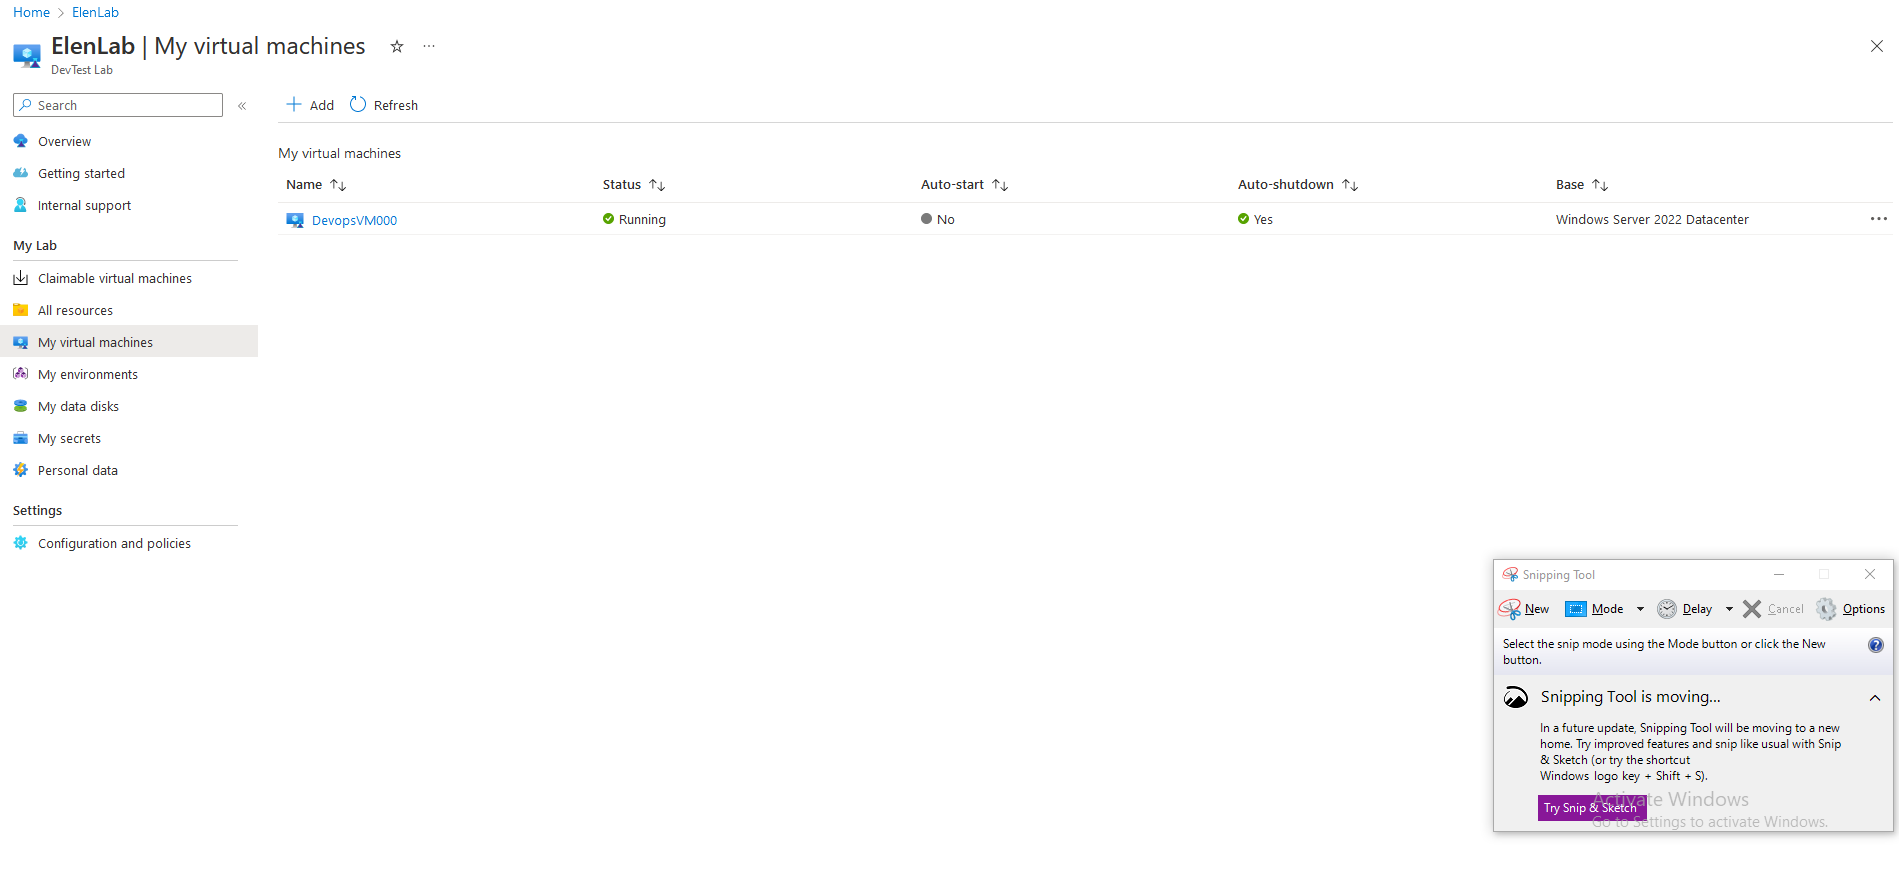 Home > ElenLab
ElenLab | My virtual machines
DevTest Lab
Search
Overview
Getting started
Internal support
My Lab
Claimable virtual machines
All resources
My virtual machines
My environments
My data disks
My secrets
Personal data
Settings
Configuration and policies
Add Refresh
My virtual machines
Name Status Auto-start Auto-shutdown Base
DevopsVM000 Running No Yes Windows Server 2022 Datacenter
Snipping Tool
New Mode Delay Cancel Options
Select the snip mode using the Mode button or click the New
button.
Snipping Tool is moving...
In a future update, Snipping Tool will be moving to a new
home. Try improved features and snip like usual with Snip
& Sketch (or try the shortcut
Windows logo key + Shift + S).
Try Snip & Sketch
Activate Windows
Go to Settings to activate Windows.